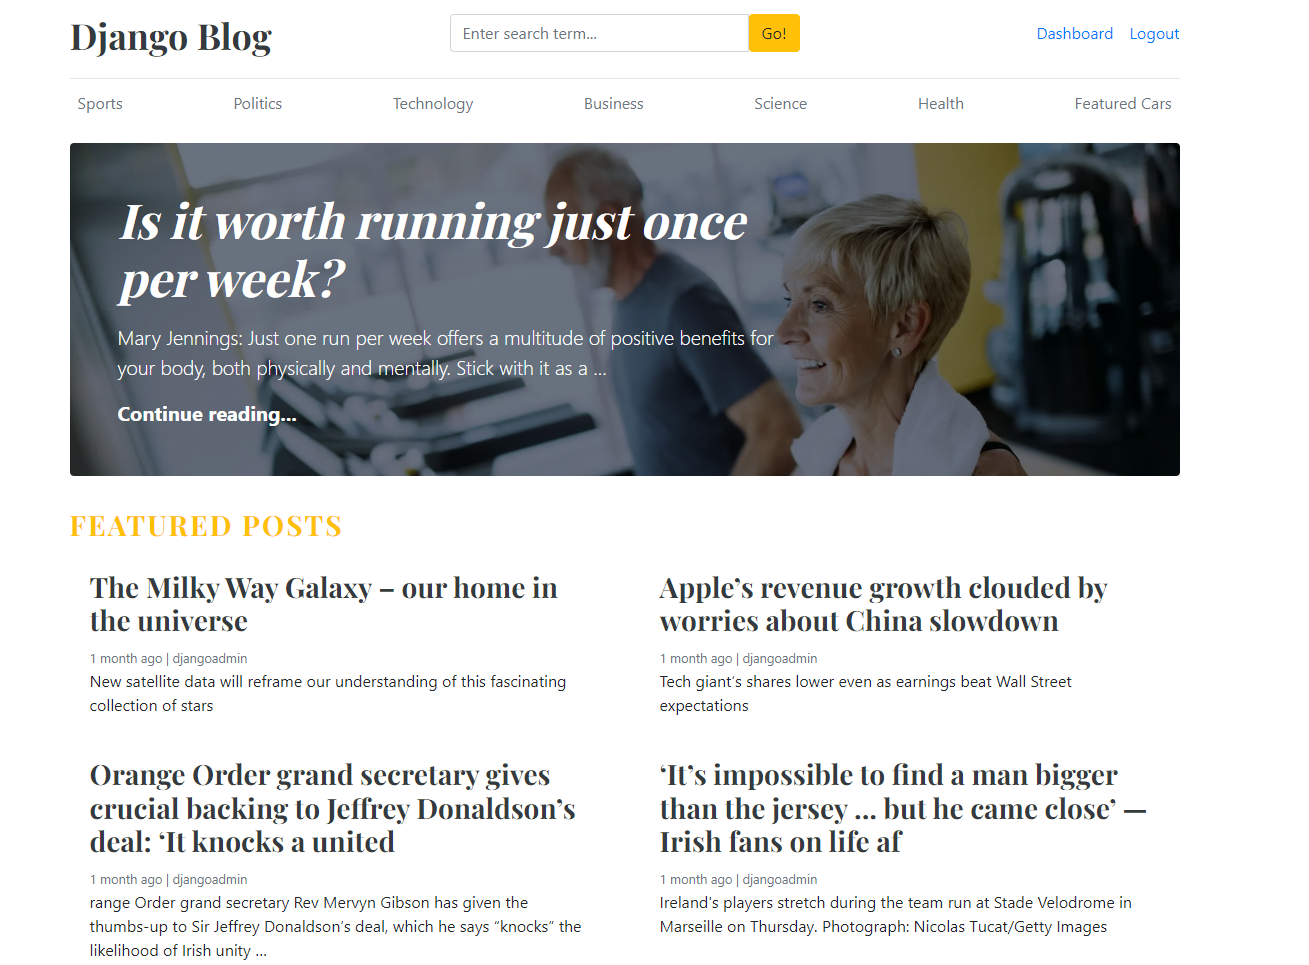 Django Blog
Enter search term...
Go!
Dashboard
Logout
Sports
Politics
Technology
Business
Science
Health
Featured Cars
Is it worth running just once
per week?
Mary Jennings: Just one run per week offers a multitude of positive benefits for
your body, both physically and mentally. Stick with it as a ...
Continue reading...
FEATURED POSTS
The Milky Way Galaxy – our home in
the universe
1 month ago | djangoadmin
New satellite data will reframe our understanding of this fascinating
collection of stars
Apple’s revenue growth clouded by
worries about China slowdown
1 month ago | djangoadmin
Tech giant’s shares lower even as earnings beat Wall Street
expectations
Orange Order grand secretary gives
crucial backing to Jeffrey Donaldson’s
deal: ‘It knocks a united
1 month ago | djangoadmin
range Order grand secretary Rev Mervyn Gibson has given the
thumbs-up to Sir Jeffrey Donaldson’s deal, which he says “knocks” the
likelihood of Irish unity ...
‘It’s impossible to find a man bigger
than the jersey ... but he came close’ —
Irish fans on life af
1 month ago | djangoadmin
Ireland's players stretch during the team run at Stade Velodrome in
Marseille on Thursday. Photograph: Nicolas Tucat/Getty Images